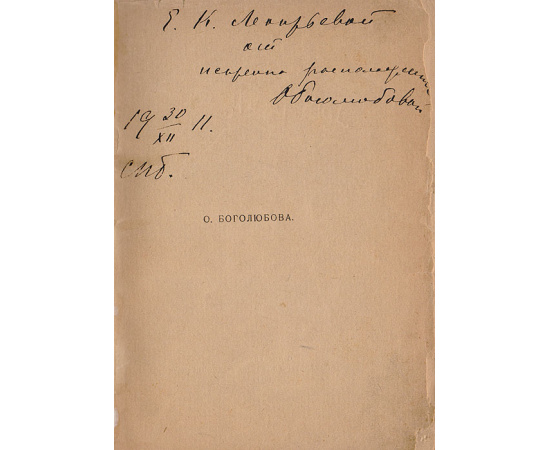 Е. К. Леонтьевой
от
искренно расположенной
О Боголюбовой
19 30/XII 11.
СПб.
О. БОГОЛЮБОВА.